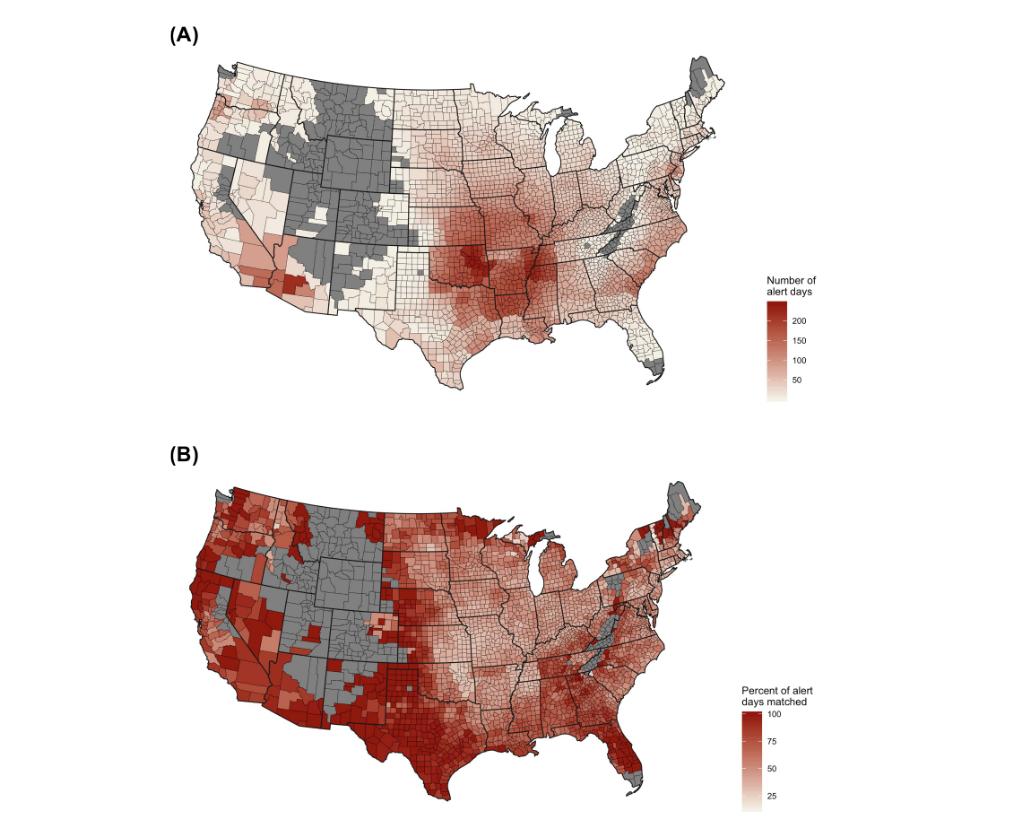 (A)
Number of
alert days
200
150
100
50
(B)
Percent of alert
days matched
100
75
50
25